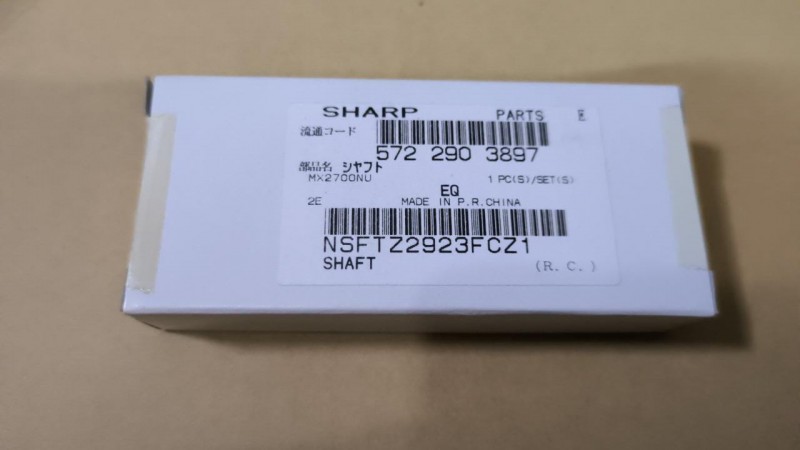 SHARP PARTS
流通コード
572 290 3897
部品名 シャフト
MX2700NU 1 PC(S)/SET(S)
EQ
2E MADE IN P.R.CHINA
NSFTZ2923FCZ1
SHAFT (R.C.)